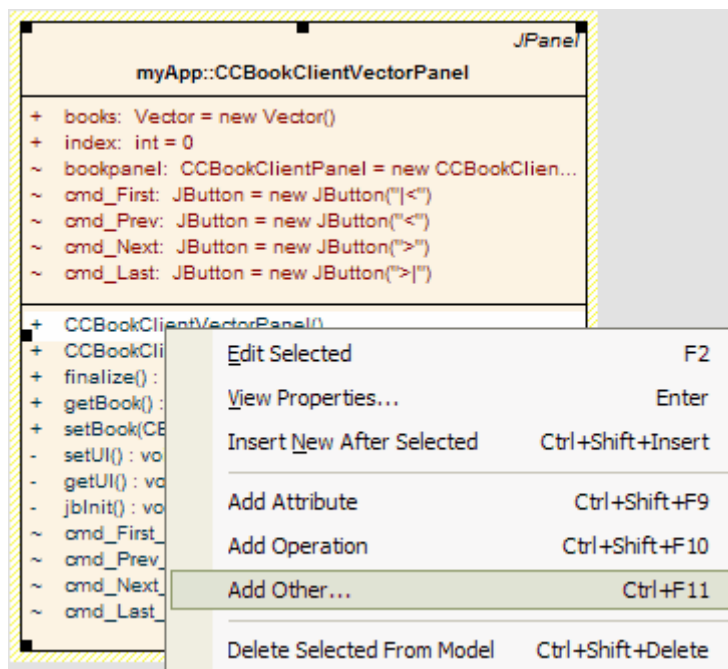 JPanel
myApp::CCBookClientVectorPanel
+ books: Vector = new Vector()
+ index: int = 0
~ bookpanel: CCBookClientPanel = new CCBookClien...
~ cmd_First: JButton = new JButton("|<")
~ cmd_Prev: JButton = new JButton("<")
~ cmd_Next: JButton = new JButton(">")
~ cmd_Last: JButton = new JButton(">|")
+ CCBookClientVectorPanel()
+ CCBookCli
+ finalize() :
+ getBook() :
+ setBook(CB
- setUI() : vo
- getUI() : vo
- jbInit() : vo
~ cmd_First_
~ cmd_Prev_
~ cmd_Next_
~ cmd_Last_
Edit Selected F2
View Properties... Enter
Insert New After Selected Ctrl+Shift+Insert
Add Attribute Ctrl+Shift+F9
Add Operation Ctrl+Shift+F10
Add Other... Ctrl+F11
Delete Selected From Model Ctrl+Shift+Delete